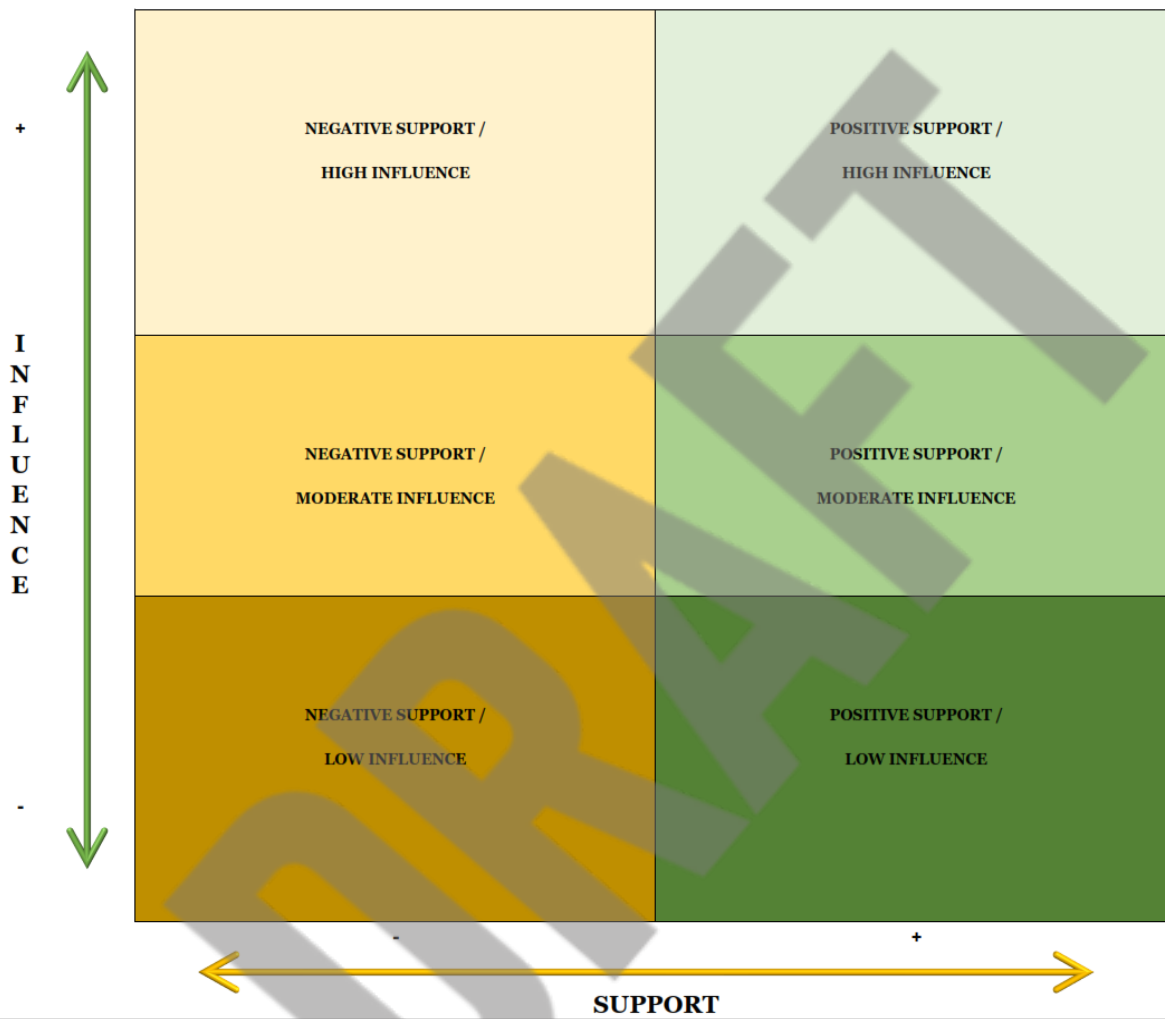 +
NEGATIVE SUPPORT /
HIGH INFLUENCE
POSITIVE SUPPORT /
HIGH INFLUENCE
INFLUENCE
NEGATIVE SUPPORT /
MODERATE INFLUENCE
POSITIVE SUPPORT /
MODERATE INFLUENCE
NEGATIVE SUPPORT /
LOW INFLUENCE
POSITIVE SUPPORT /
LOW INFLUENCE
-
-
+
SUPPORT
DRAFT